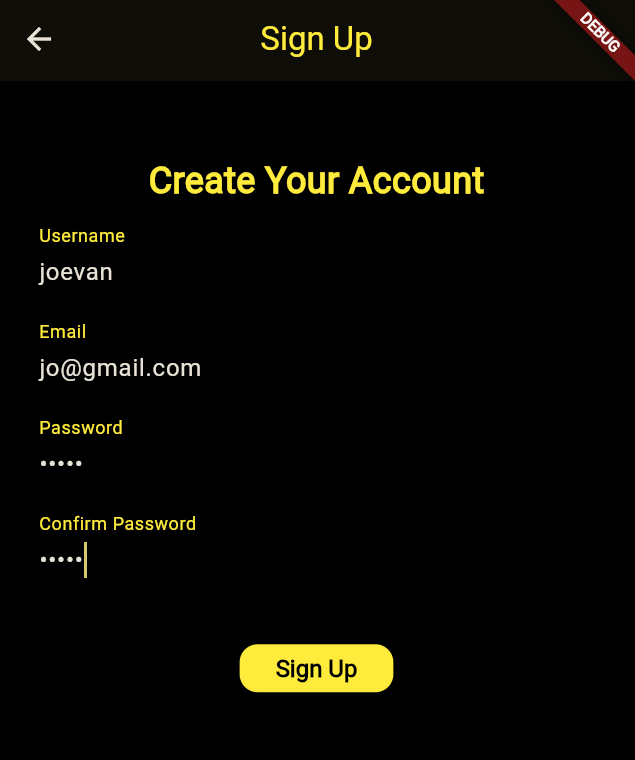 Sign Up
DEBUG
Create Your Account
Username
joevan
Email
jo@gmail.com
Password
•••••
Confirm Password
•••••
Sign Up